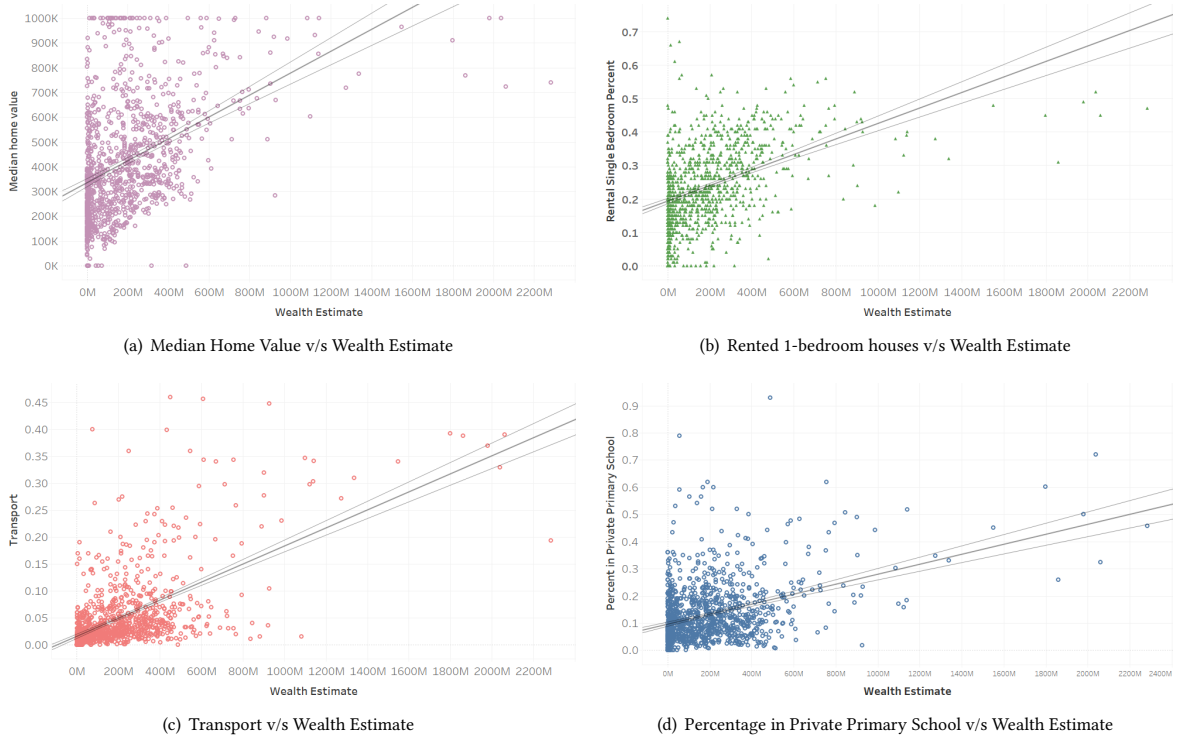 1000K
900K
800K
700K
600K
500K
400K
300K
200K
100K
0K
Median home value
0M 200M 400M 600M 800M 1000M 1200M 1400M 1600M 1800M 2000M 2200M
Wealth Estimate
(a) Median Home Value v/s Wealth Estimate
0.7
0.6
0.5
0.4
0.3
0.2
0.1
0.0
Rental Single Bedroom Percent
0M 200M 400M 600M 800M 1000M 1200M 1400M 1600M 1800M 2000M 2200M
Wealth Estimate
(b) Rented 1-bedroom houses v/s Wealth Estimate
0.45
0.40
0.35
0.30
0.25
0.20
0.15
0.10
0.05
0.00
Transport
0M 200M 400M 600M 800M 1000M 1200M 1400M 1600M 1800M 2000M 2200M
Wealth Estimate
(c) Transport v/s Wealth Estimate
0.9
0.8
0.7
0.6
0.5
0.4
0.3
0.2
0.1
0.0
Percent in Private Primary School
0M 200M 400M 600M 800M 1000M 1200M 1400M 1600M 1800M 2000M 2200M 2400M
Wealth Estimate
(d) Percentage in Private Primary School v/s Wealth Estimate